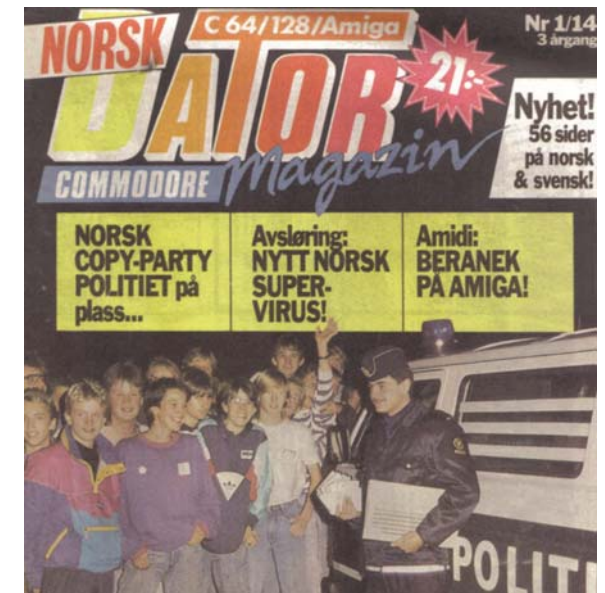 NORSK
C 64/128/Amiga
Nr 1/14
3 årgang
DATOR
21:-
COMMODORE
Magazin
Nyhet!
56 sider
på norsk
& svensk!
NORSK
COPY-PARTY
POLITIET på
plass...
Avsløring:
NYTT NORSK
SUPER-
VIRUS!
Amidi:
BERANEK
PÅ AMIGA!
POLITI